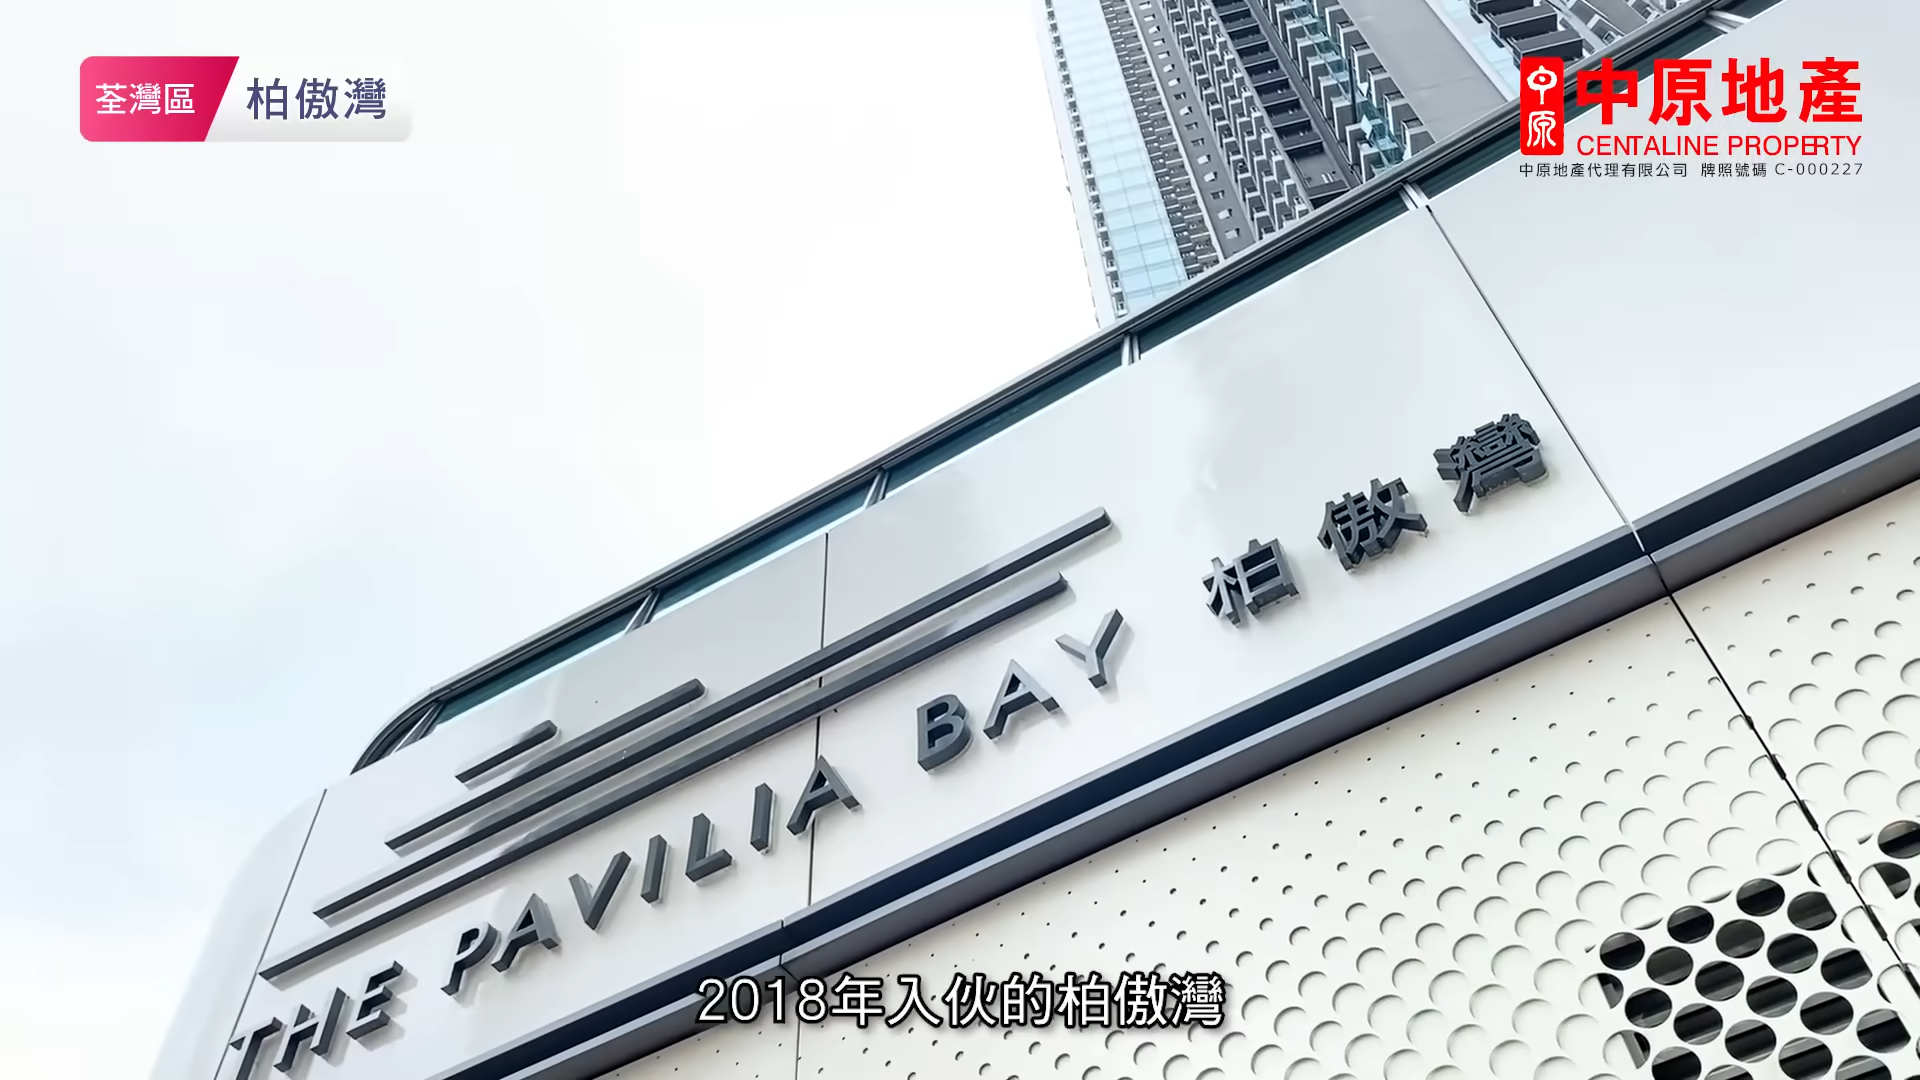 荃灣區 柏傲灣
中原 中原地產
CENTALINE PROPERTY
中原地產代理有限公司 牌照號碼 C-000227
THE PAVILIA BAY 柏傲灣
2018年入伙的柏傲灣